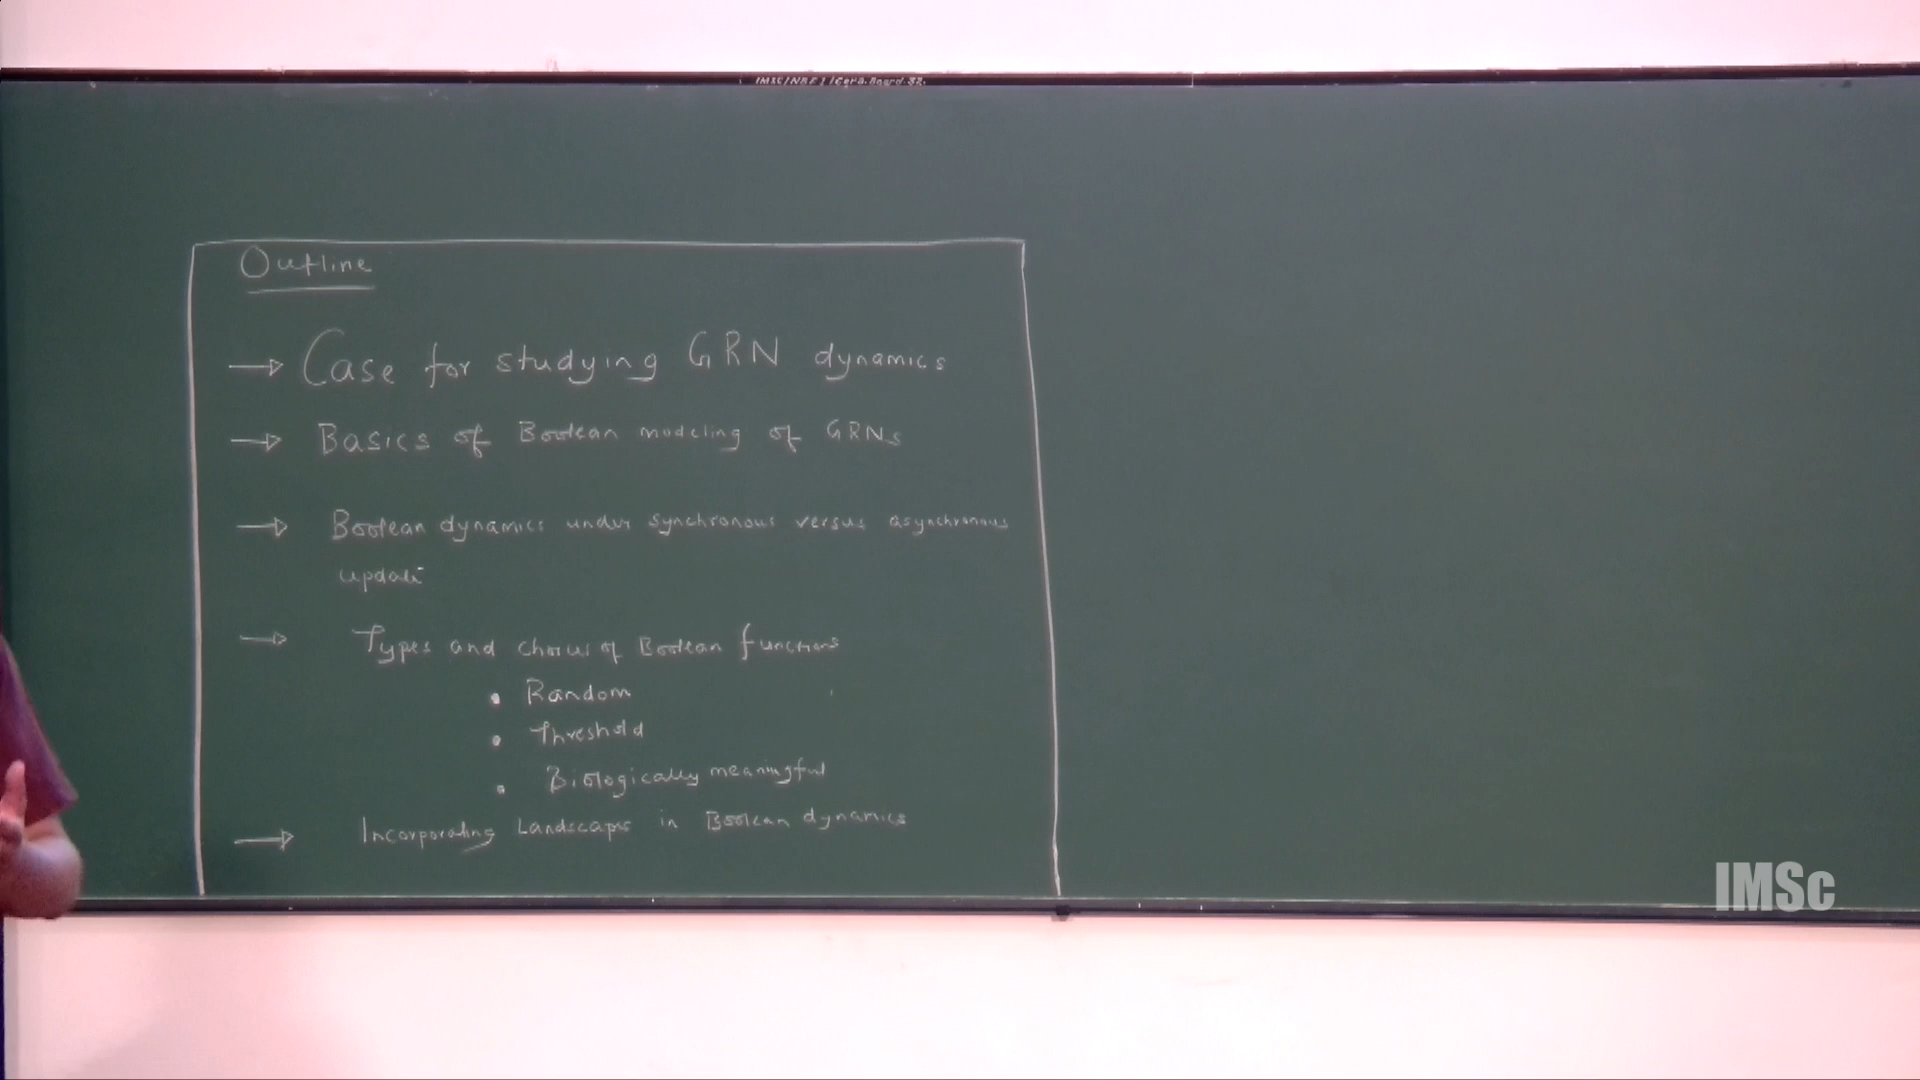 Outline
→ Case for studying GRN dynamics
→ Basics of Boolean modeling of GRNs
→ Boolean dynamics under synchronous versus asynchronous
update
→ Types and choices of Boolean functions
• Random
• Threshold
• Biologically meaningful
→ Incorporating Landscapes in Boolean dynamics
IMSc